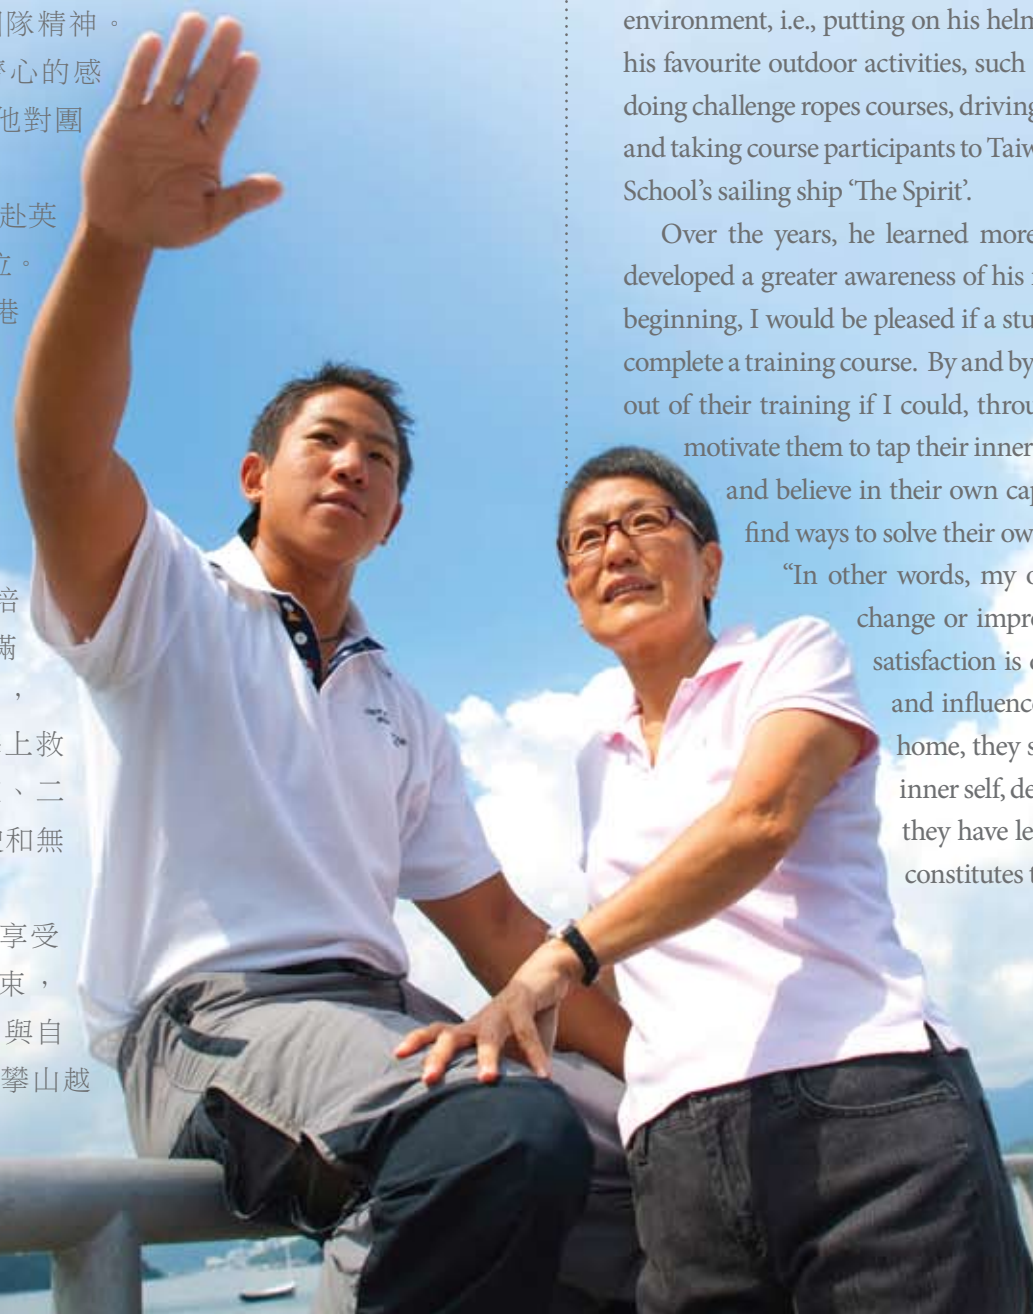 隊精神。
心的感
他對團
赴英
立。
港
培
滿
，
上救
、二
和無
享受
束，
與自
攀山越
environment, i.e., putting on his
his favourite outdoor activities, such
doing challenge ropes courses, driving
and taking course participants to Taiw
School's sailing ship ‘The Spirit’.
Over the years, he learned more
developed a greater awareness of his
beginning, I would be pleased if a stu
complete a training course. By and by
out of their training if I could, throu
motivate them to tap their inner
and believe in their own cap
find ways to solve their ow
“In other words, my o
change or impro
satisfaction is
and influence
home, they s
inner self, de
they have le
constitutes t